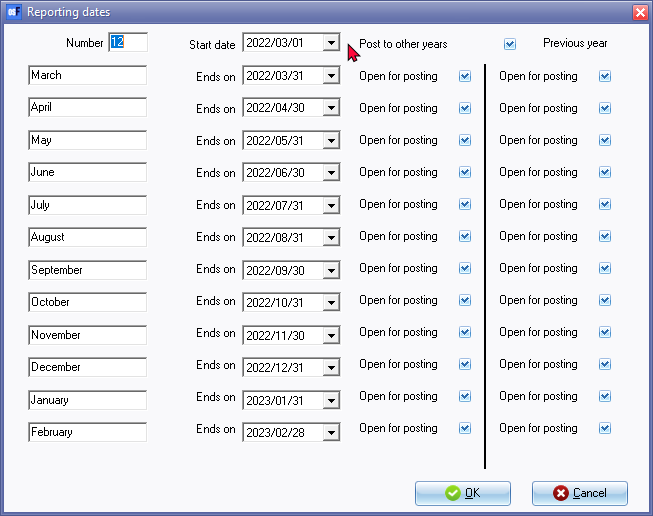 F Reporting dates
Number 12 Start date 2022/03/01 Post to other years Previous year
March Ends on 2022/03/31 Open for posting Open for posting
April Ends on 2022/04/30 Open for posting Open for posting
May Ends on 2022/05/31 Open for posting Open for posting
June Ends on 2022/06/30 Open for posting Open for posting
July Ends on 2022/07/31 Open for posting Open for posting
August Ends on 2022/08/31 Open for posting Open for posting
September Ends on 2022/09/30 Open for posting Open for posting
October Ends on 2022/10/31 Open for posting Open for posting
November Ends on 2022/11/30 Open for posting Open for posting
December Ends on 2022/12/31 Open for posting Open for posting
January Ends on 2023/01/31 Open for posting Open for posting
February Ends on 2023/02/28 Open for posting Open for posting
OK Cancel